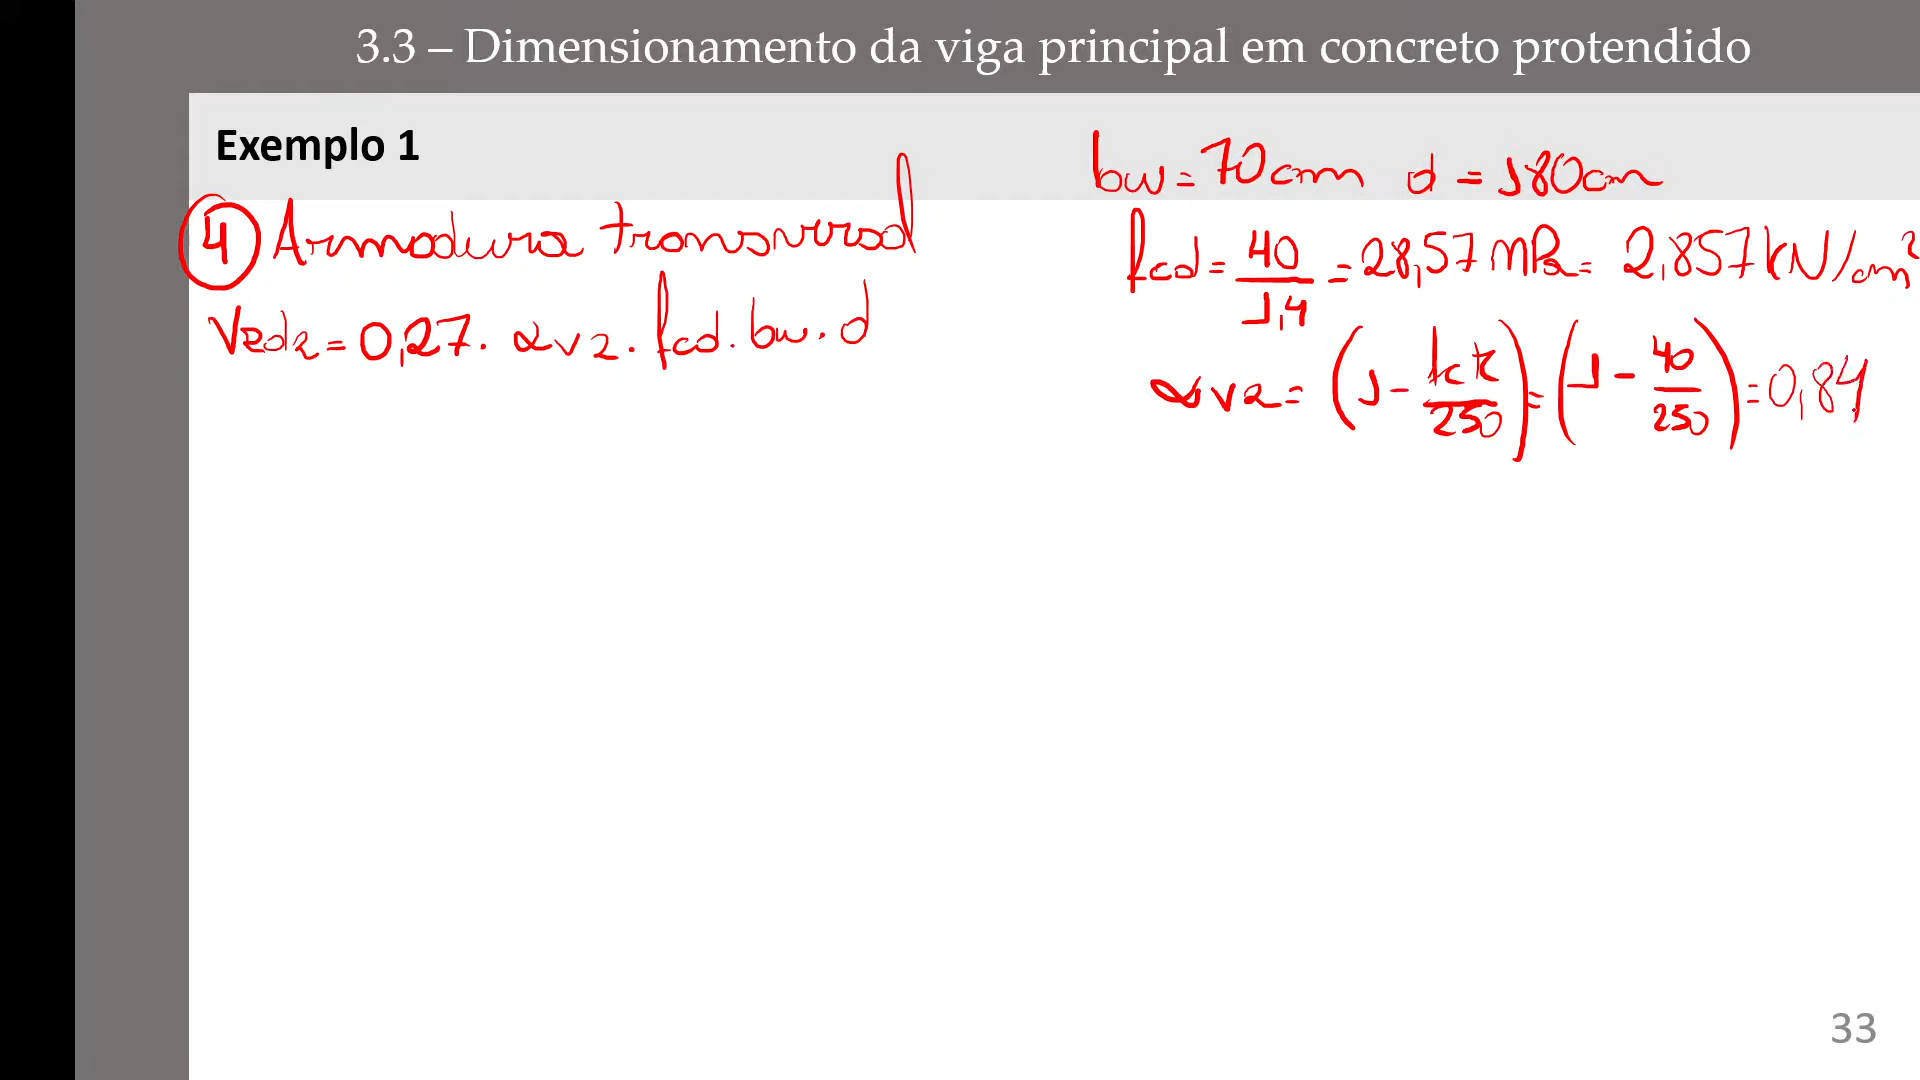 3.3 – Dimensionamento da viga principal em concreto protendido
Exemplo 1
bw = 70cm d = 180cm
4 Armadura transversal
fcd = 40/1,4 = 28,57 MPa = 2,857 kN/cm²
VRd2 = 0,27 . αv2 . fcd . bw . d
αv2 = (1 - fck/250) = (1 - 40/250) = 0,84
33